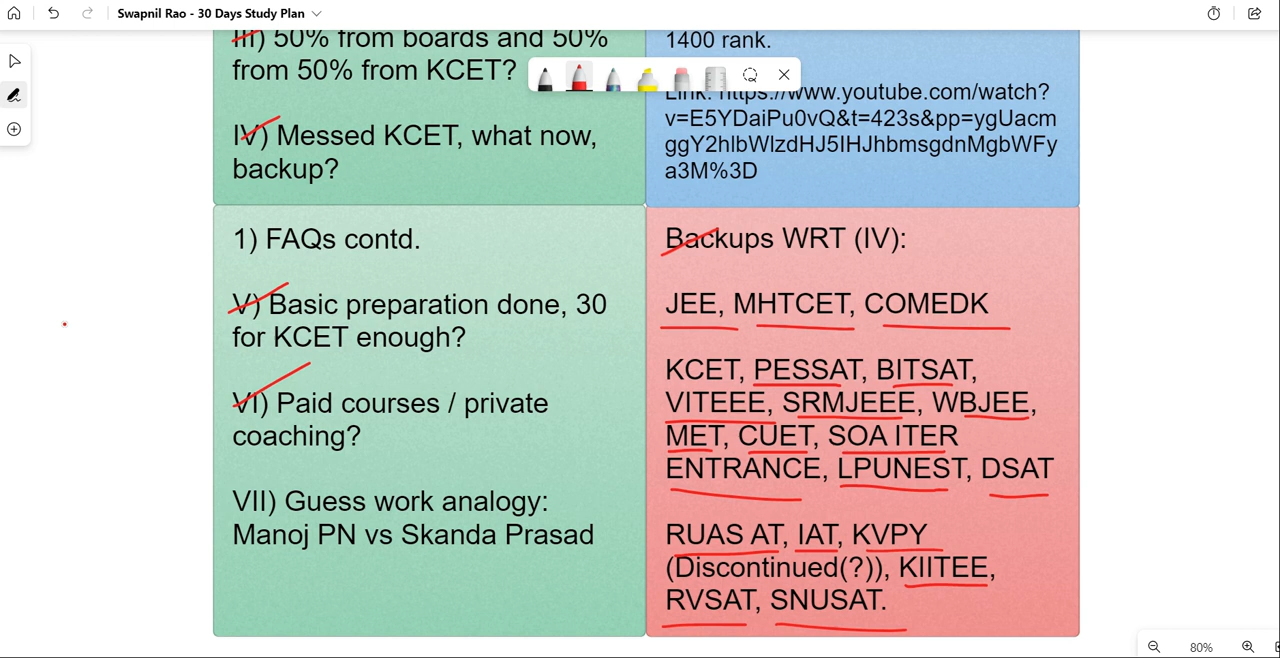 Swapnil Rao - 30 Days Study Plan
III) 50% from boards and 50%
from 50% from KCET?
IV) Messed KCET, what now,
backup?
1400 rank.
Link: https://www.youtube.com/watch?
v=E5YDaiPu0vQ&t=423s&pp=ygUacm
ggY2hlbWlzdHJ5IHJhbmsgdnMgbWFy
a3M%3D
1) FAQs contd.
V) Basic preparation done, 30
for KCET enough?
VI) Paid courses / private
coaching?
VII) Guess work analogy:
Manoj PN vs Skanda Prasad
Backups WRT (IV):
JEE, MHTCET, COMEDK
KCET, PESSAT, BITSAT,
VITEEE, SRMJEEE, WBJEE,
MET, CUET, SOA ITER
ENTRANCE, LPUNEST, DSAT
RUAS AT, IAT, KVPY
(Discontinued(?)), KIITEE,
RVSAT, SNUSAT.
80%